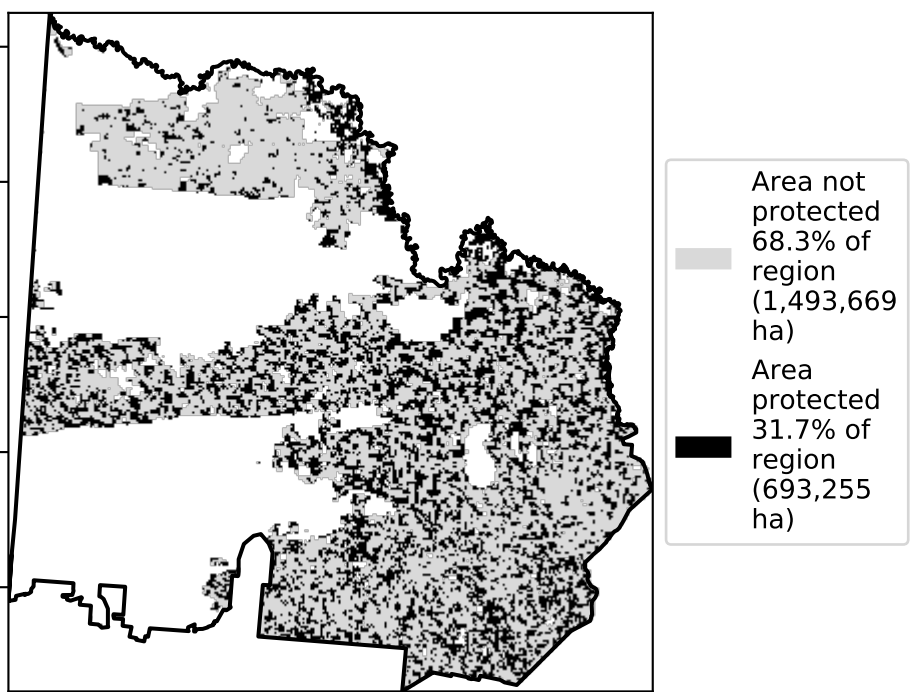 Area not
protected
68.3% of
region
(1,493,669
ha)
Area
protected
31.7% of
region
(693,255
ha)